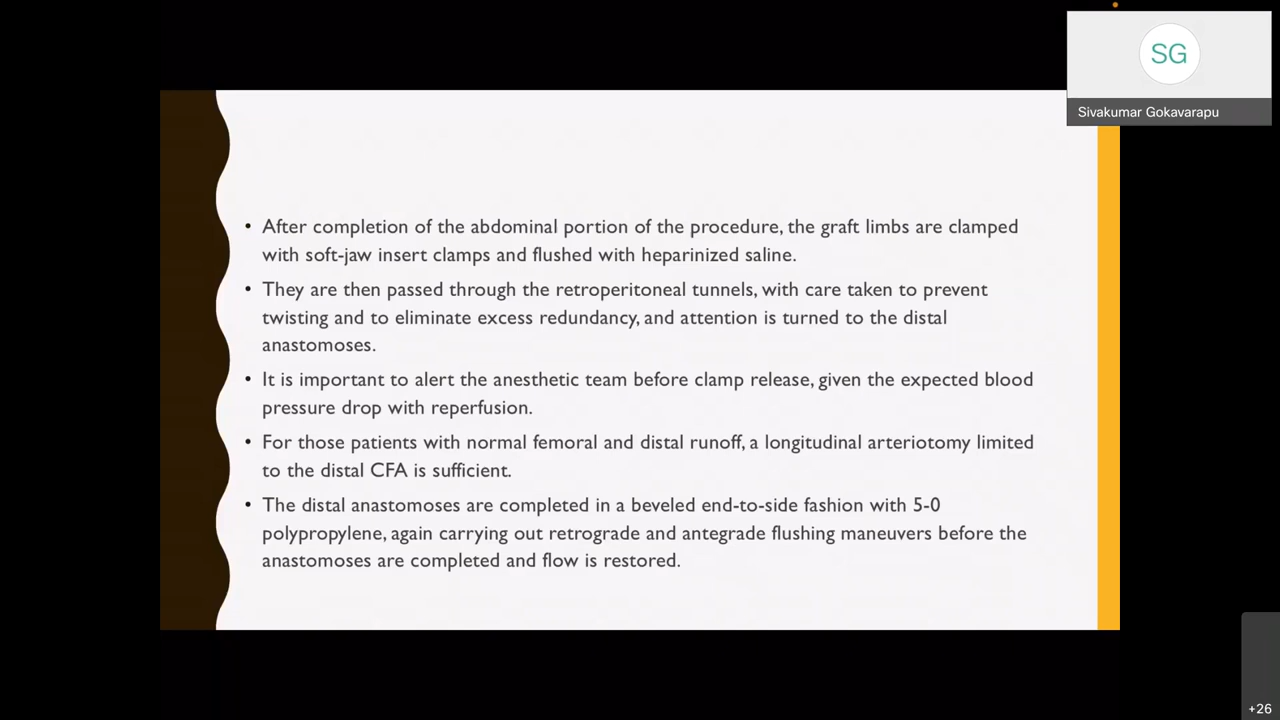 SG
Sivakumar Gokavarapu
• After completion of the abdominal portion of the procedure, the graft limbs are clamped
with soft-jaw insert clamps and flushed with heparinized saline.
• They are then passed through the retroperitoneal tunnels, with care taken to prevent
twisting and to eliminate excess redundancy, and attention is turned to the distal
anastomoses.
• It is important to alert the anesthetic team before clamp release, given the expected blood
pressure drop with reperfusion.
• For those patients with normal femoral and distal runoff, a longitudinal arteriotomy limited
to the distal CFA is sufficient.
• The distal anastomoses are completed in a beveled end-to-side fashion with 5-0
polypropylene, again carrying out retrograde and antegrade flushing maneuvers before the
anastomoses are completed and flow is restored.
+26